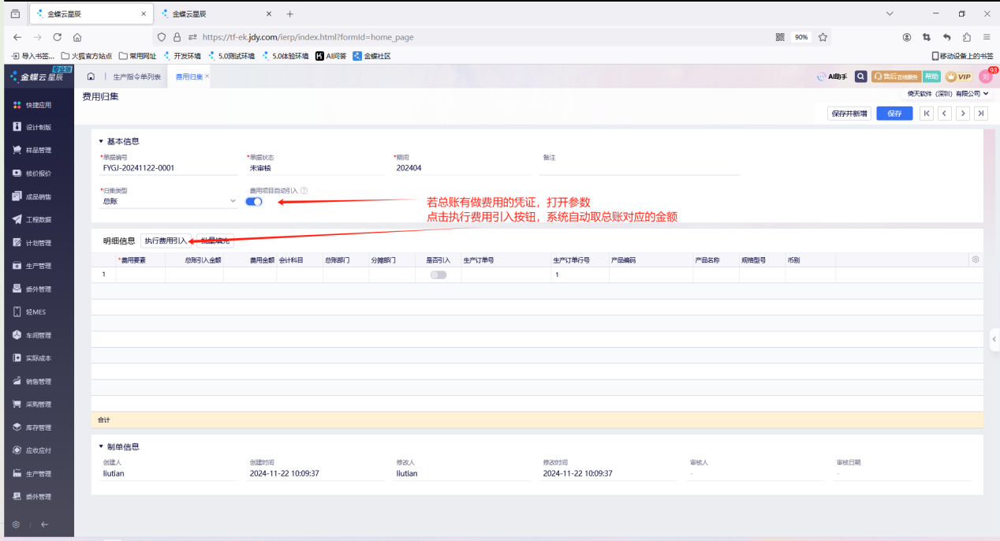 金蝶云星辰
金蝶云星辰
https://tf-ek.jdy.com/ierp/index.html?formId=home_page
90%
导入书签... 火狐官方站点 常用网址 开发环境 5.0测试环境 5.0体验环境 AI问答 金蝶社区 移动设备上的书签
金蝶云星辰 专业版
生产指令单列表 费用归集
AI助手 售后在线服务 帮助 VIP 刘 93
费用归集
倚天软件（深圳）有限公司
保存并新增 保存
快捷应用
设计制版
样品管理
核价报价
成品销售
工程数据
计划管理
生产管理
委外管理
轻MES
车间管理
实际成本
销售管理
采购管理
库存管理
应收应付
生产管理
委外管理
基本信息
*单据编号 *单据状态 *期间 备注
FYGJ-20241122-0001 未审核 202404
*归集类型 费用项目自动引入
总账
若总账有做费用的凭证，打开参数
点击执行费用引入按钮，系统自动取总账对应的金额
明细信息 执行费用引入 批量填充
*费用要素 总账引入金额 费用金额 会计科目 总账部门 分摊部门 是否引入 生产订单号 生产订单行号 产品编码 产品名称 规格型号 币别
1 1
合计
制单信息
创建人 创建时间 修改人 修改时间 审核人 审核日期
liutian 2024-11-22 10:09:37 liutian 2024-11-22 10:09:37 - -